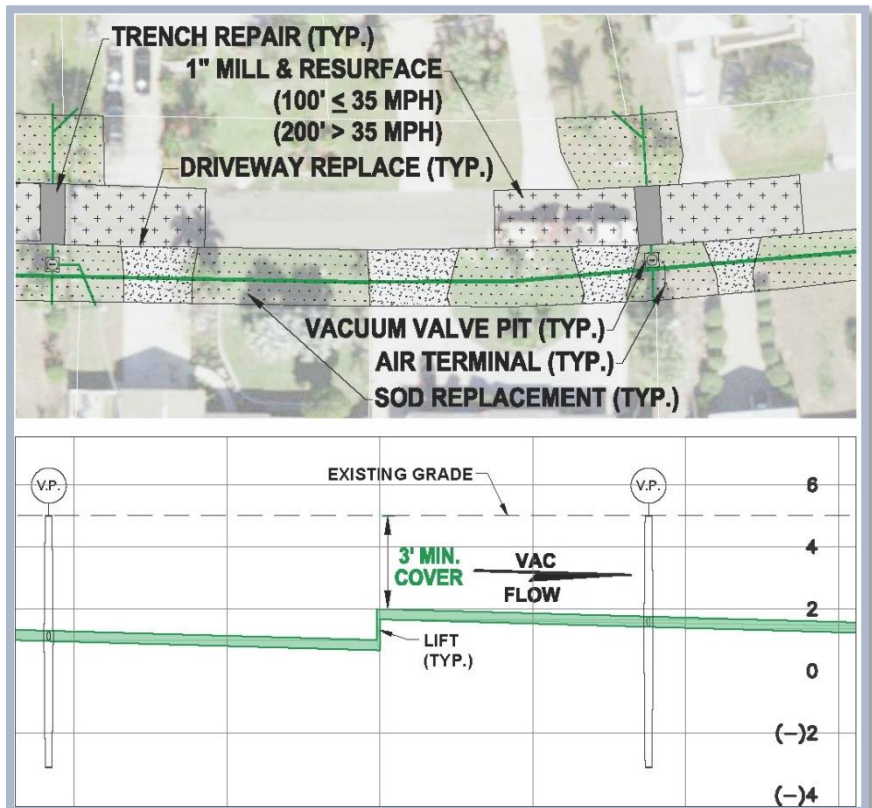 TRENCH REPAIR (TYP.)
1" MILL & RESURFACE
(100' ≤ 35 MPH)
(200' > 35 MPH)
DRIVEWAY REPLACE (TYP.)
VACUUM VALVE PIT (TYP.)
AIR TERMINAL (TYP.)
SOD REPLACEMENT (TYP.)
V.P.
EXISTING GRADE
V.P.
6
4
3' MIN.
COVER
VAC
FLOW
2
LIFT
(TYP.)
0
(−)2
(−)4